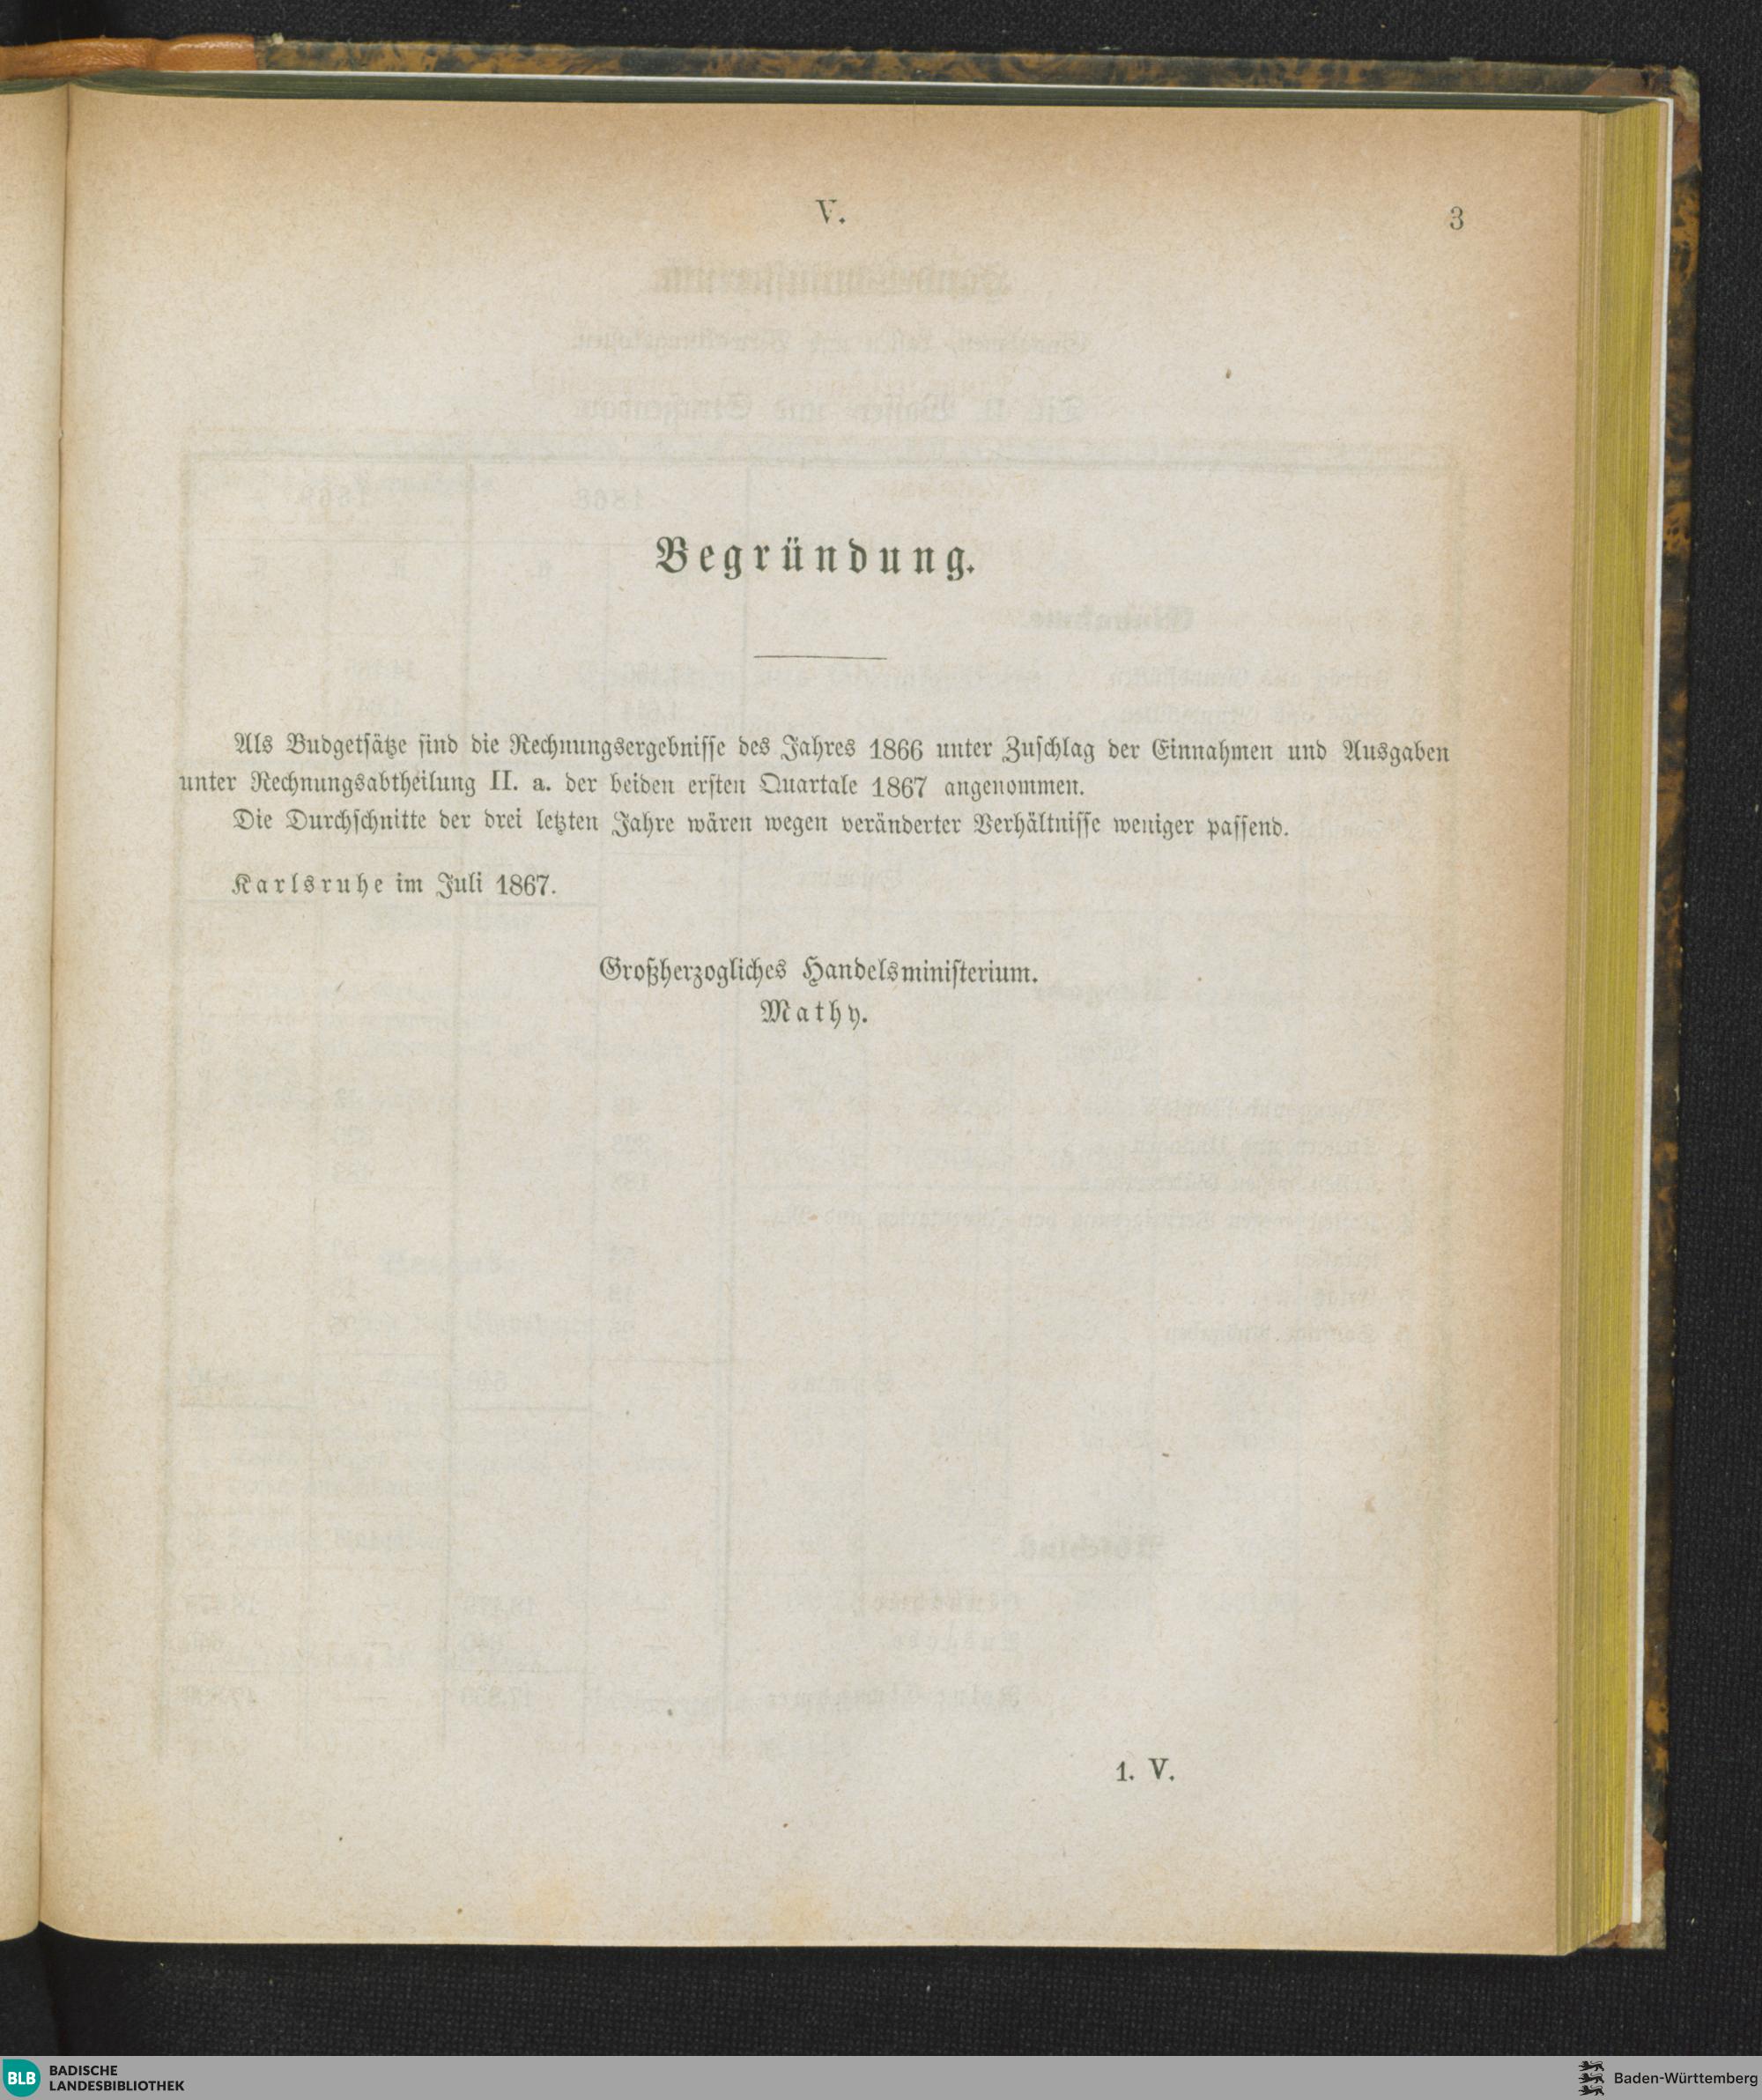 V.
3
Begründung.
Als Budgetsätze sind die Rechnungsergebnisse des Jahres 1866 unter Zuschlag der Einnahmen und Ausgaben
unter Rechnungsabtheilung II. a. der beiden ersten Quartale 1867 angenommen.
Die Durchschnitte der drei letzten Jahre wären wegen veränderter Verhältnisse weniger passend.
Karlsruhe im Juli 1867.
Großherzogliches Handelsministerium.
Mathy.
1. V.
BLB BADISCHE
LANDESBIBLIOTHEK
Baden-Württemberg